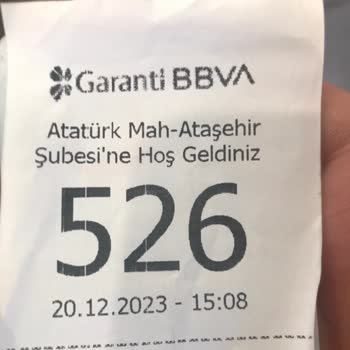 Garanti BBVA
Atatürk Mah-Ataşehir
Şubesi'ne Hoş Geldiniz
526
20.12.2023 - 15:08